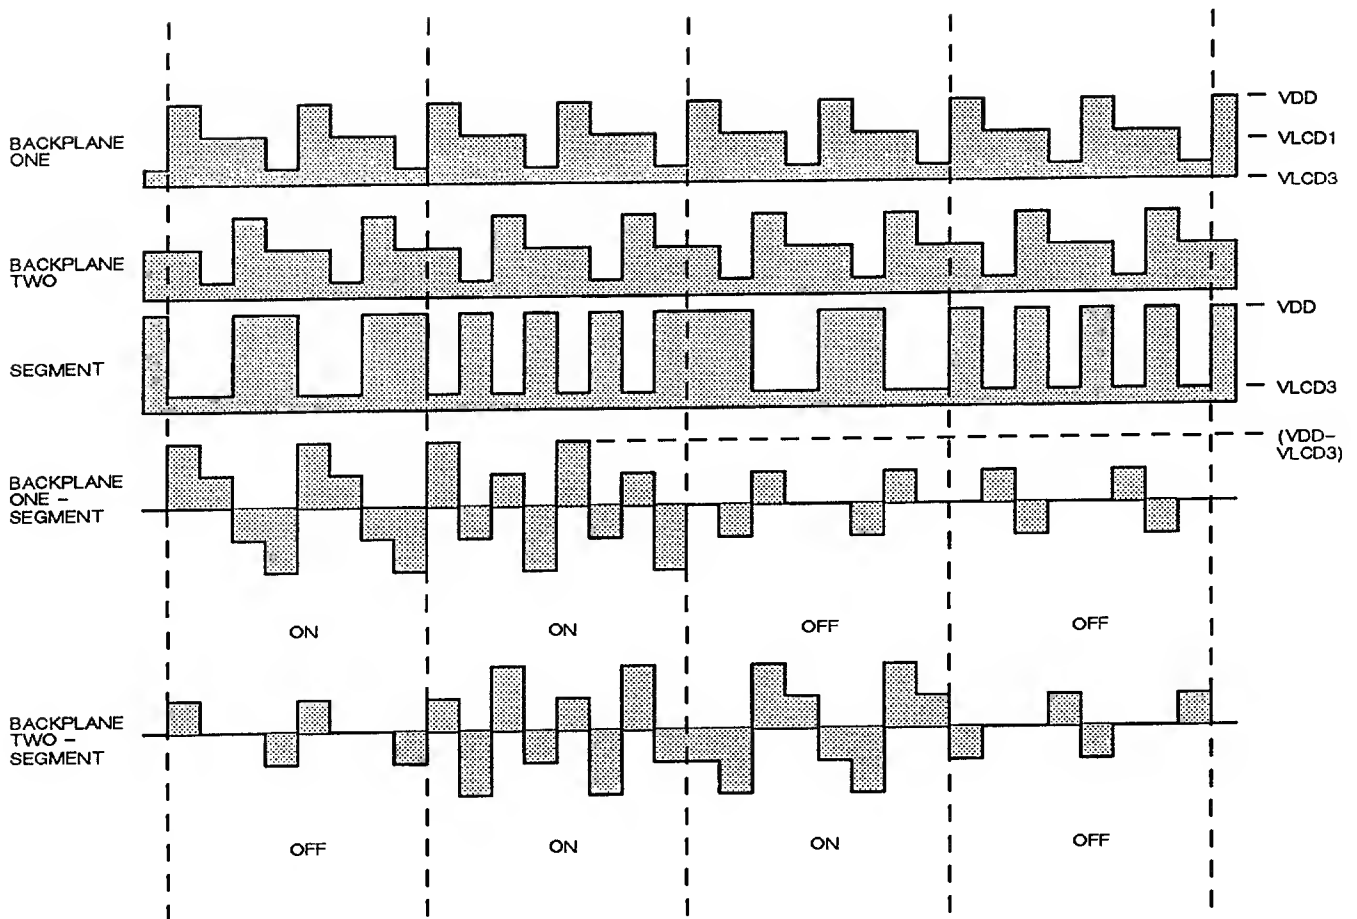 VDD
BACKPLANE
ONE
VLCD1
VLCD3
BACKPLANE
TWO
VDD
SEGMENT
VLCD3
(VDD–
VLCD3)
BACKPLANE
ONE –
SEGMENT
ON
ON
OFF
OFF
BACKPLANE
TWO –
SEGMENT
OFF
ON
ON
OFF